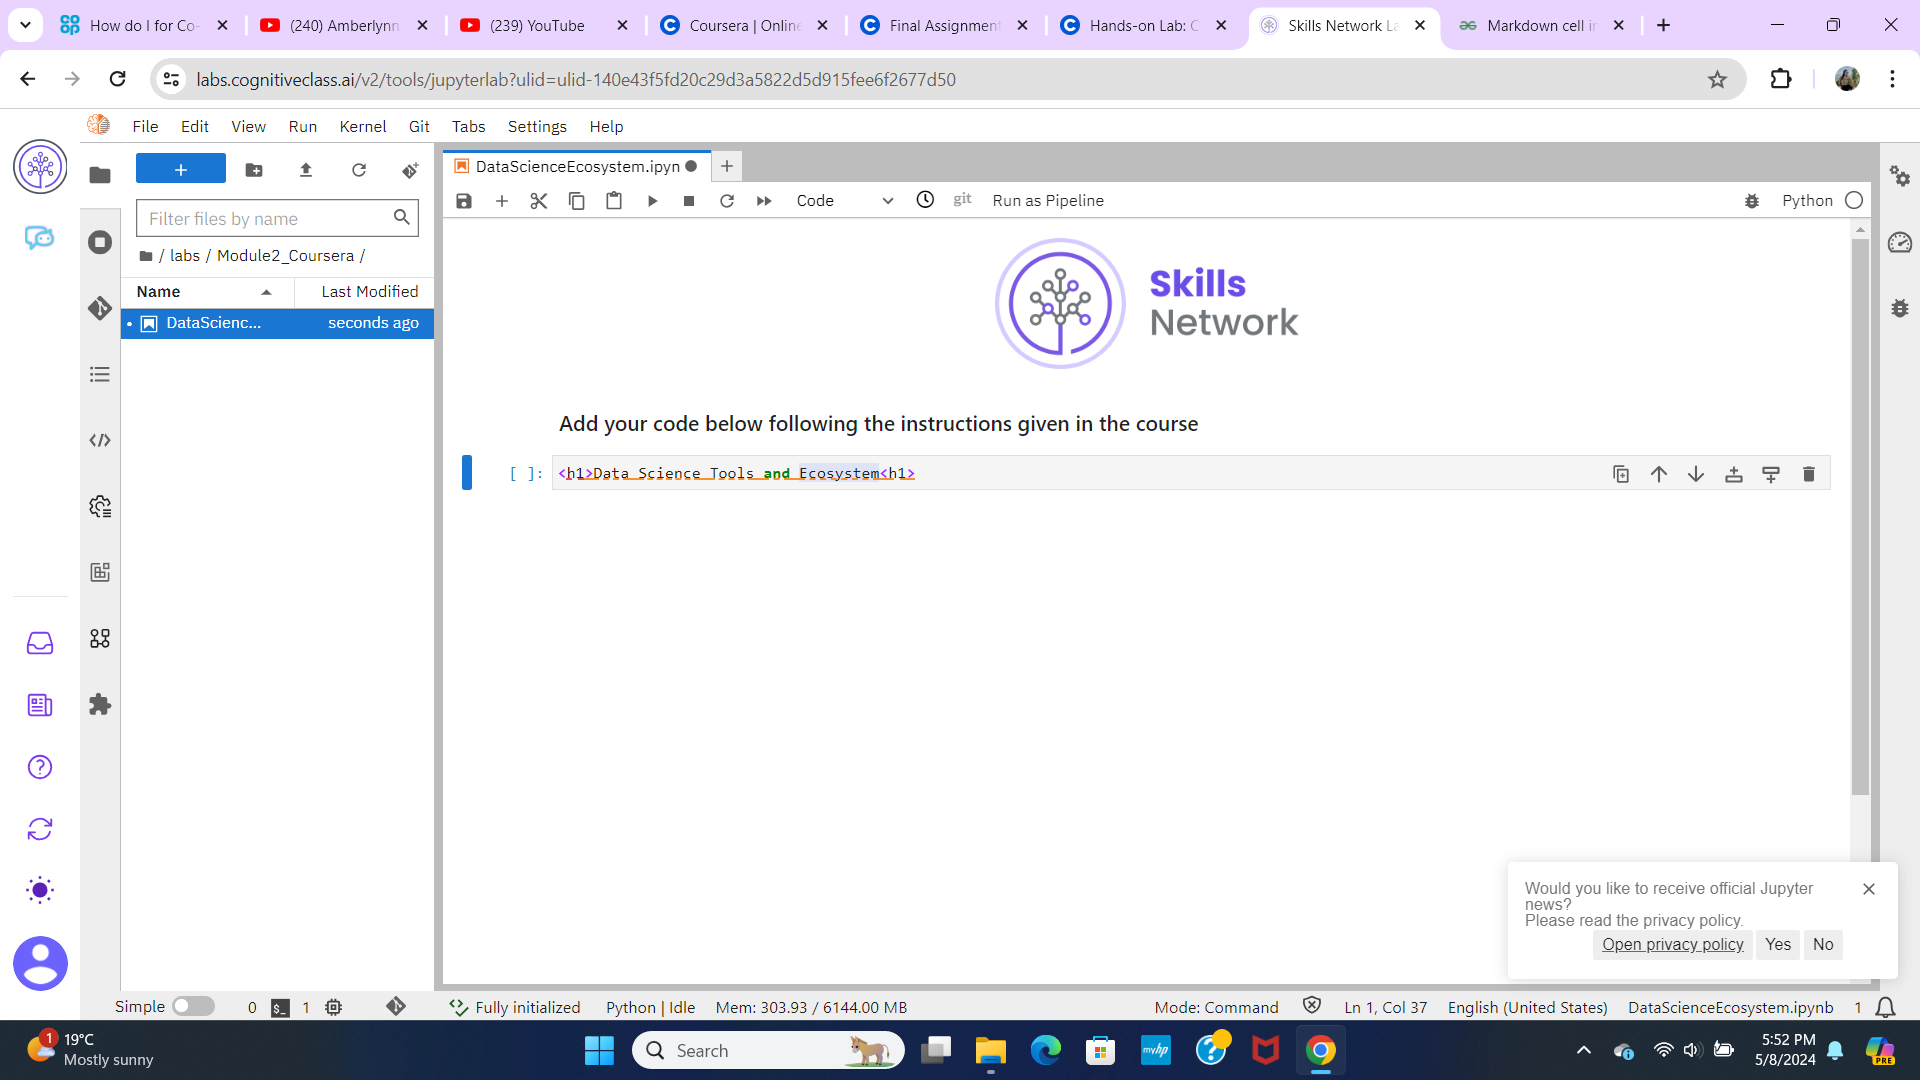 How do I for Co-
(240) Amberlynn
(239) YouTube
Coursera | Online
Final Assignment
Hands-on Lab: C
Skills Network La
Markdown cell in
labs.cognitiveclass.ai/v2/tools/jupyterlab?ulid=ulid-140e43f5fd20c29d3a5822d5d915fee6f2677d50
File Edit View Run Kernel Git Tabs Settings Help
DataScienceEcosystem.ipyn
Filter files by name
/ labs / Module2_Coursera /
Name Last Modified
DataScienc... seconds ago
Code git Run as Pipeline Python
Skills
Network
Add your code below following the instructions given in the course
[ ]: <h1>Data Science Tools and Ecosystem<h1>
Would you like to receive official Jupyter
news?
Please read the privacy policy.
Open privacy policy Yes No
Simple 0 $_ 1 Fully initialized Python | Idle Mem: 303.93 / 6144.00 MB Mode: Command Ln 1, Col 37 English (United States) DataScienceEcosystem.ipynb 1
1 19°C
Mostly sunny
Search
myhp
PRE
5:52 PM
5/8/2024